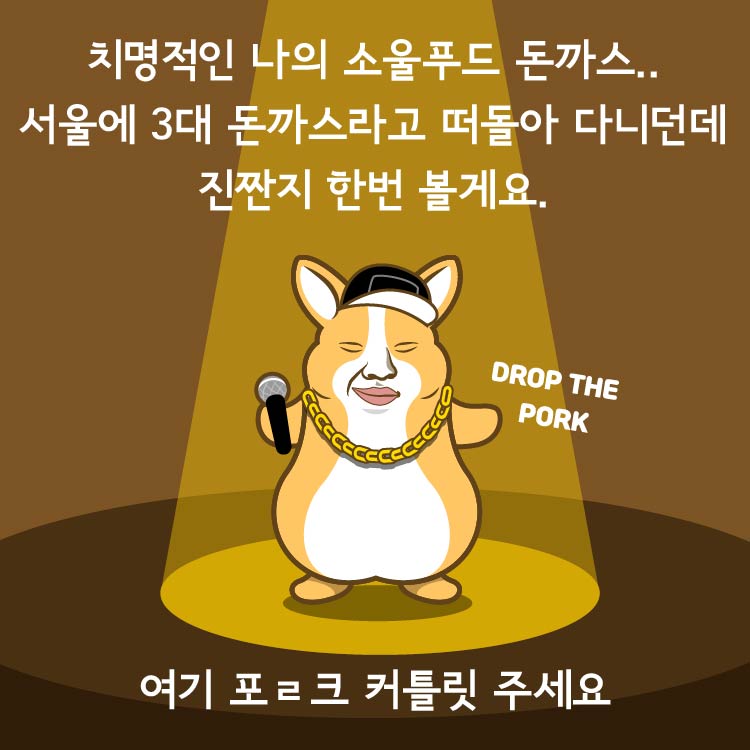 치명적인 나의 소울푸드 돈까스..
서울에 3대 돈까스라고 떠돌아 다니던데
진짠지 한번 볼게요.
DROP THE
PORK
여기 포ㄹ크 커틀릿 주세요